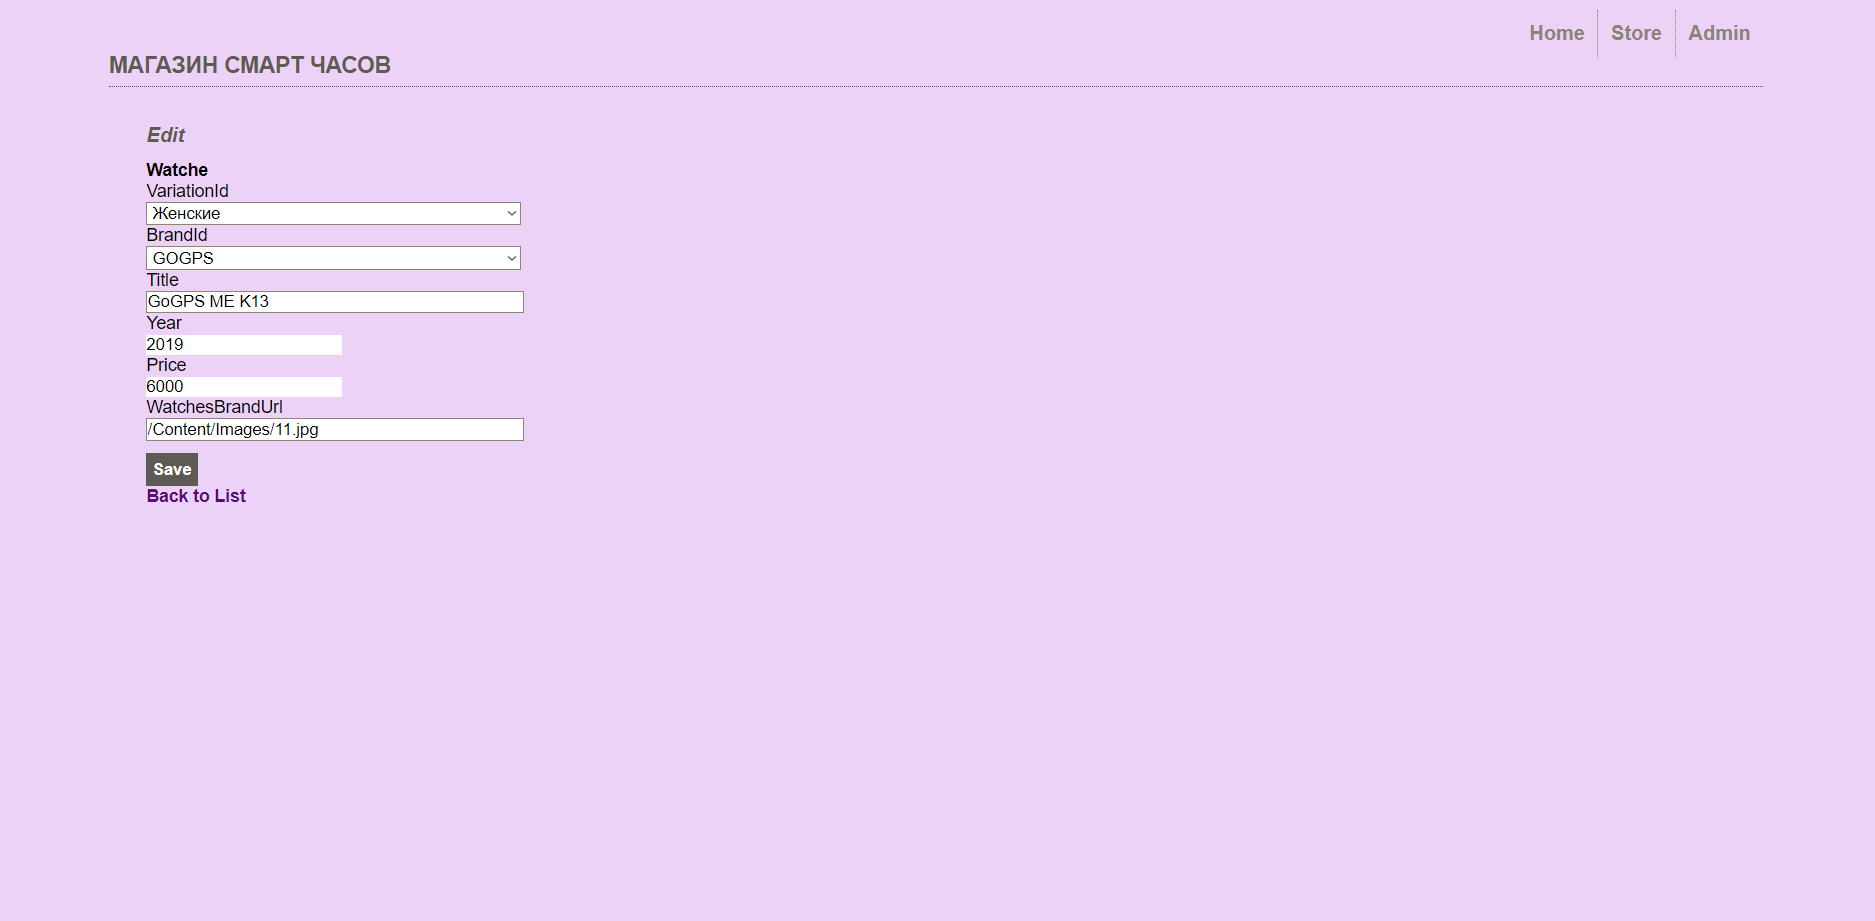 Home Store Admin
МАГАЗИН СМАРТ ЧАСОВ
Edit
Watche
VariationId
Женские
BrandId
GOGPS
Title
GoGPS ME K13
Year
2019
Price
6000
WatchesBrandUrl
/Content/Images/11.jpg
Save
Back to List